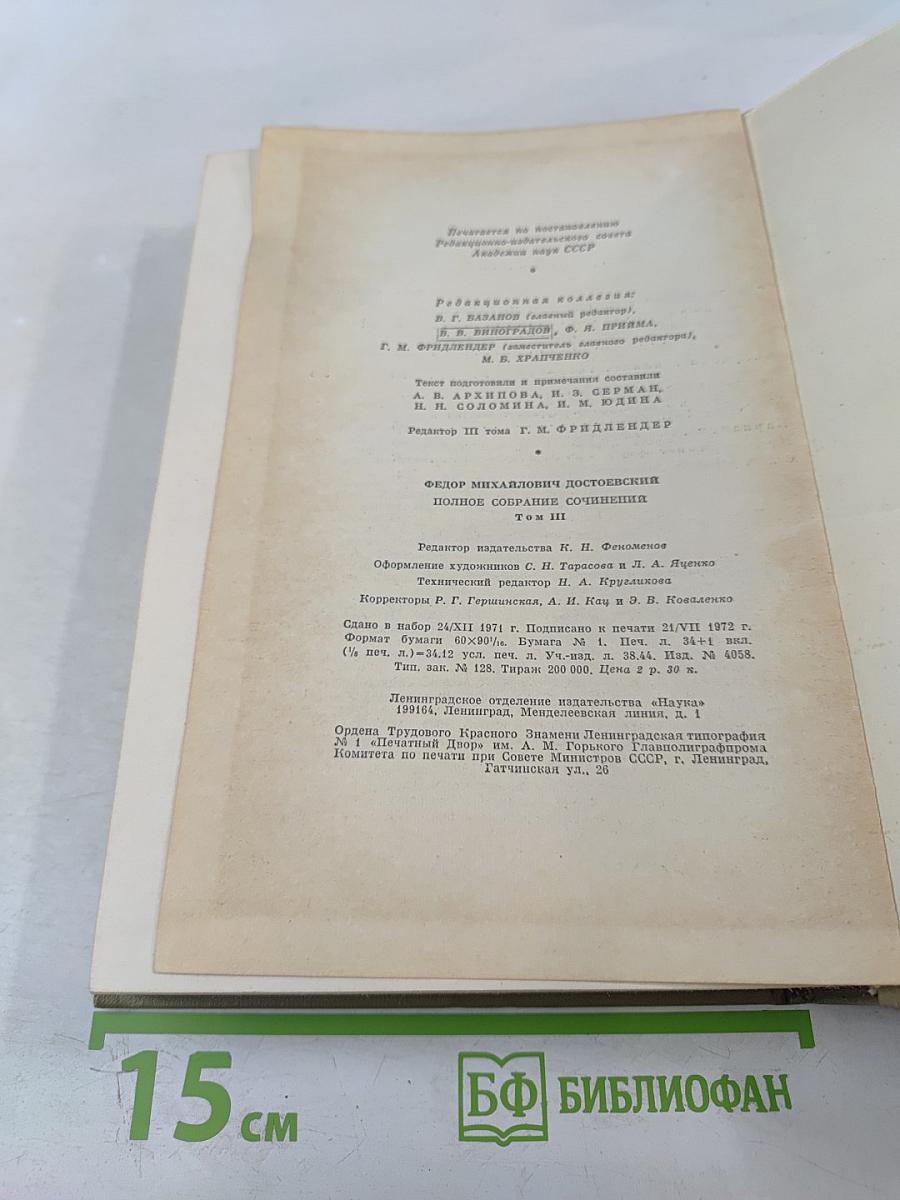 Печатается по постановлению
Редакционно-издательского совета
Академии наук СССР
*
Редакционная коллегия:
В. Г. БАЗАНОВ (главный редактор),
В. В. ВИНОГРАДОВ, Ф. Я. ПРИЙМА,
Г. М. ФРИДЛЕНДЕР (заместитель главного редактора),
М. Б. ХРАПЧЕНКО
Текст подготовили и примечания составили
А. В. АРХИПОВА, И. З. СЕРМАН,
Н. Н. СОЛОМИНА, И. М. ЮДИНА
Редактор III тома Г. М. ФРИДЛЕНДЕР
*
ФЕДОР МИХАЙЛОВИЧ ДОСТОЕВСКИЙ
ПОЛНОЕ СОБРАНИЕ СОЧИНЕНИЙ
Том III
Редактор издательства К. Н. Феноменов
Оформление художников С. Н. Тарасова и Л. А. Яценко
Технический редактор Н. А. Кругликова
Корректоры Р. Г. Гершинская, А. И. Кац и Э. В. Коваленко
Сдано в набор 24/XII 1971 г. Подписано к печати 21/VII 1972 г.
Формат бумаги 60×90¹/₁₆. Бумага № 1. Печ. л. 34+1 вкл.
(¹/₈ печ. л.)=34.12 усл. печ. л. Уч.-изд. л. 38.44. Изд. № 4058.
Тип. зак. № 128. Тираж 200 000. Цена 2 р. 30 к.
Ленинградское отделение издательства «Наука»
199164, Ленинград, Менделеевская линия, д. 1
Ордена Трудового Красного Знамени Ленинградская типография
№ 1 «Печатный Двор» им. А. М. Горького Главполиграфпрома
Комитета по печати при Совете Министров СССР, г. Ленинград,
Гатчинская ул., 26
15 см
БФ БИБЛИОФАН